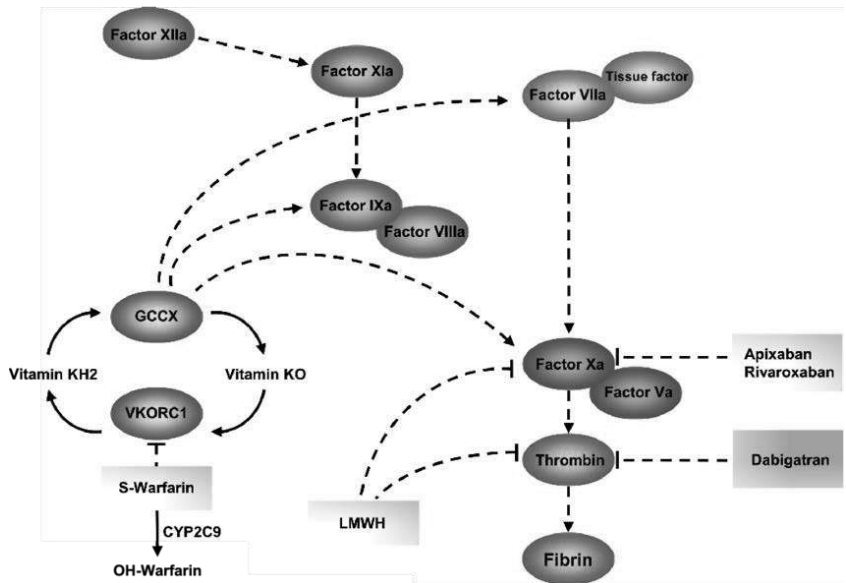 Factor XIIa
Factor XIa
Tissue factor
Factor VIIa
Factor IXa
Factor VIIIa
GCCX
Vitamin KH2
Vitamin KO
VKORC1
Factor Xa
Factor Va
Apixaban
Rivaroxaban
Thrombin
Dabigatran
S-Warfarin
LMWH
CYP2C9
OH-Warfarin
Fibrin